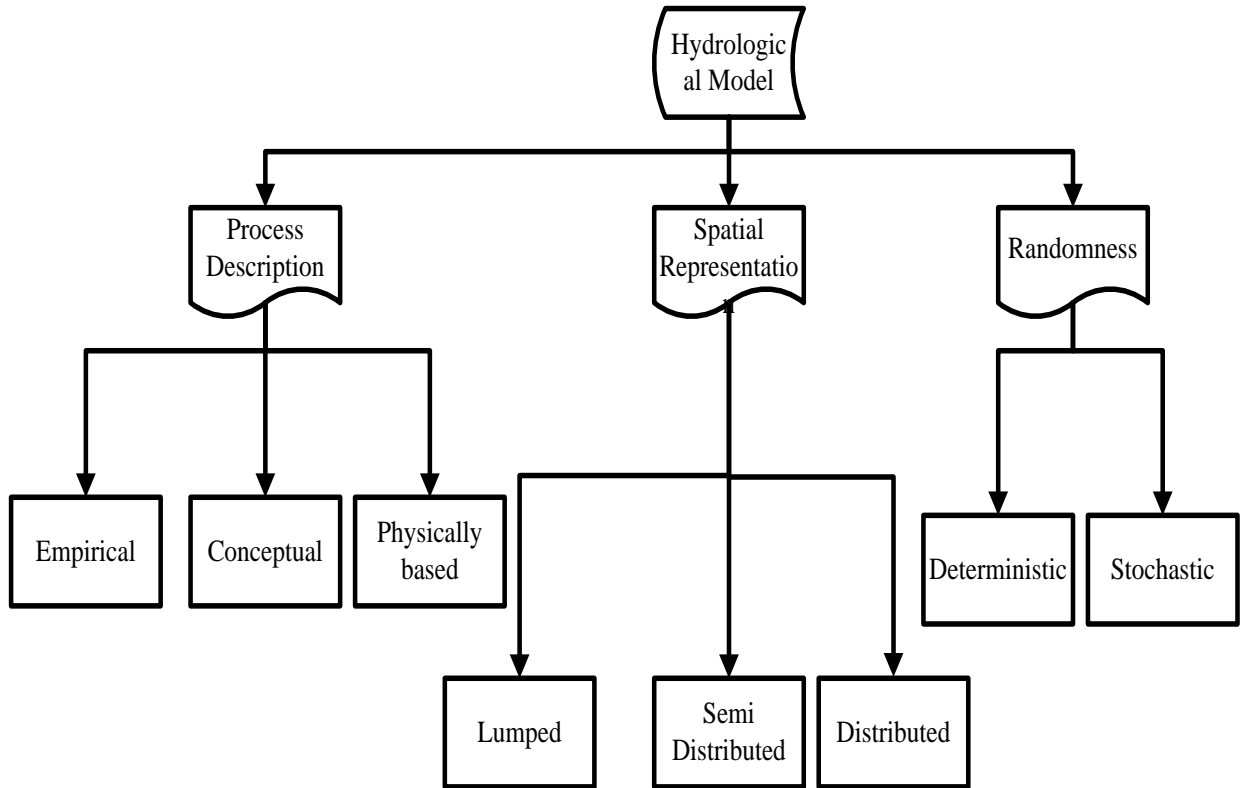 Hydrologic
al Model
Process
Description
Spatial
Representatio
n
Randomness
Empirical
Conceptual
Physically
based
Deterministic
Stochastic
Lumped
Semi
Distributed
Distributed